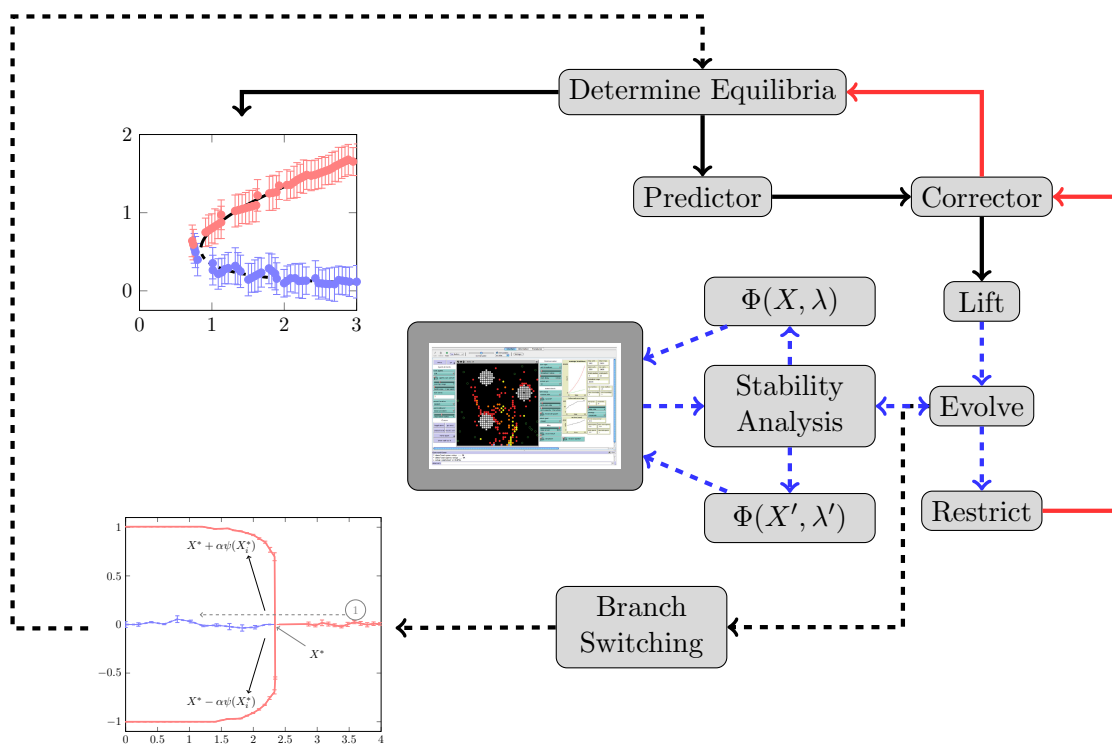 Determine Equilibria
2
1
0
0
1
2
3
Predictor
Corrector
Φ(X, λ)
Lift
Stability
Analysis
Evolve
Φ(X′, λ′)
Restrict
Branch
Switching
1
0.5
0
−0.5
−1
X* + αψ(X*i)
1
X*
X* − αψ(X*i)
0
0.5
1
1.5
2
2.5
3
3.5
4